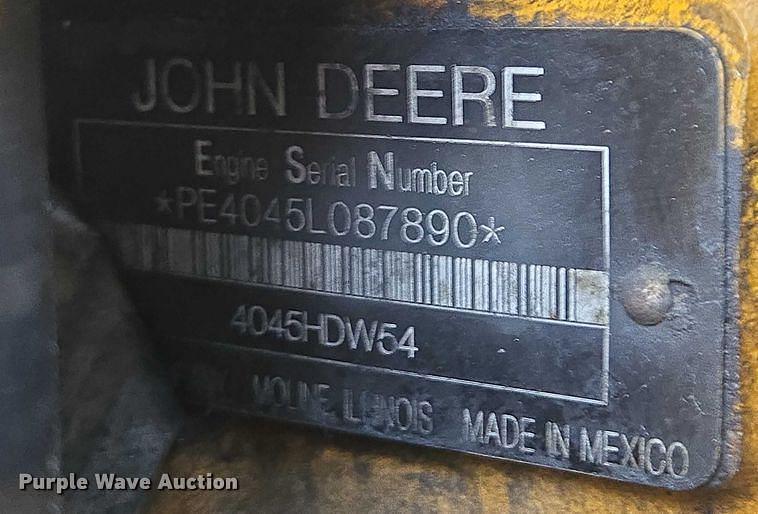 JOHN DEERE
Engine Serial Number
*PE4045L087890*
4045HDW54
MOLINE, ILLINOIS MADE IN MEXICO
Purple Wave Auction